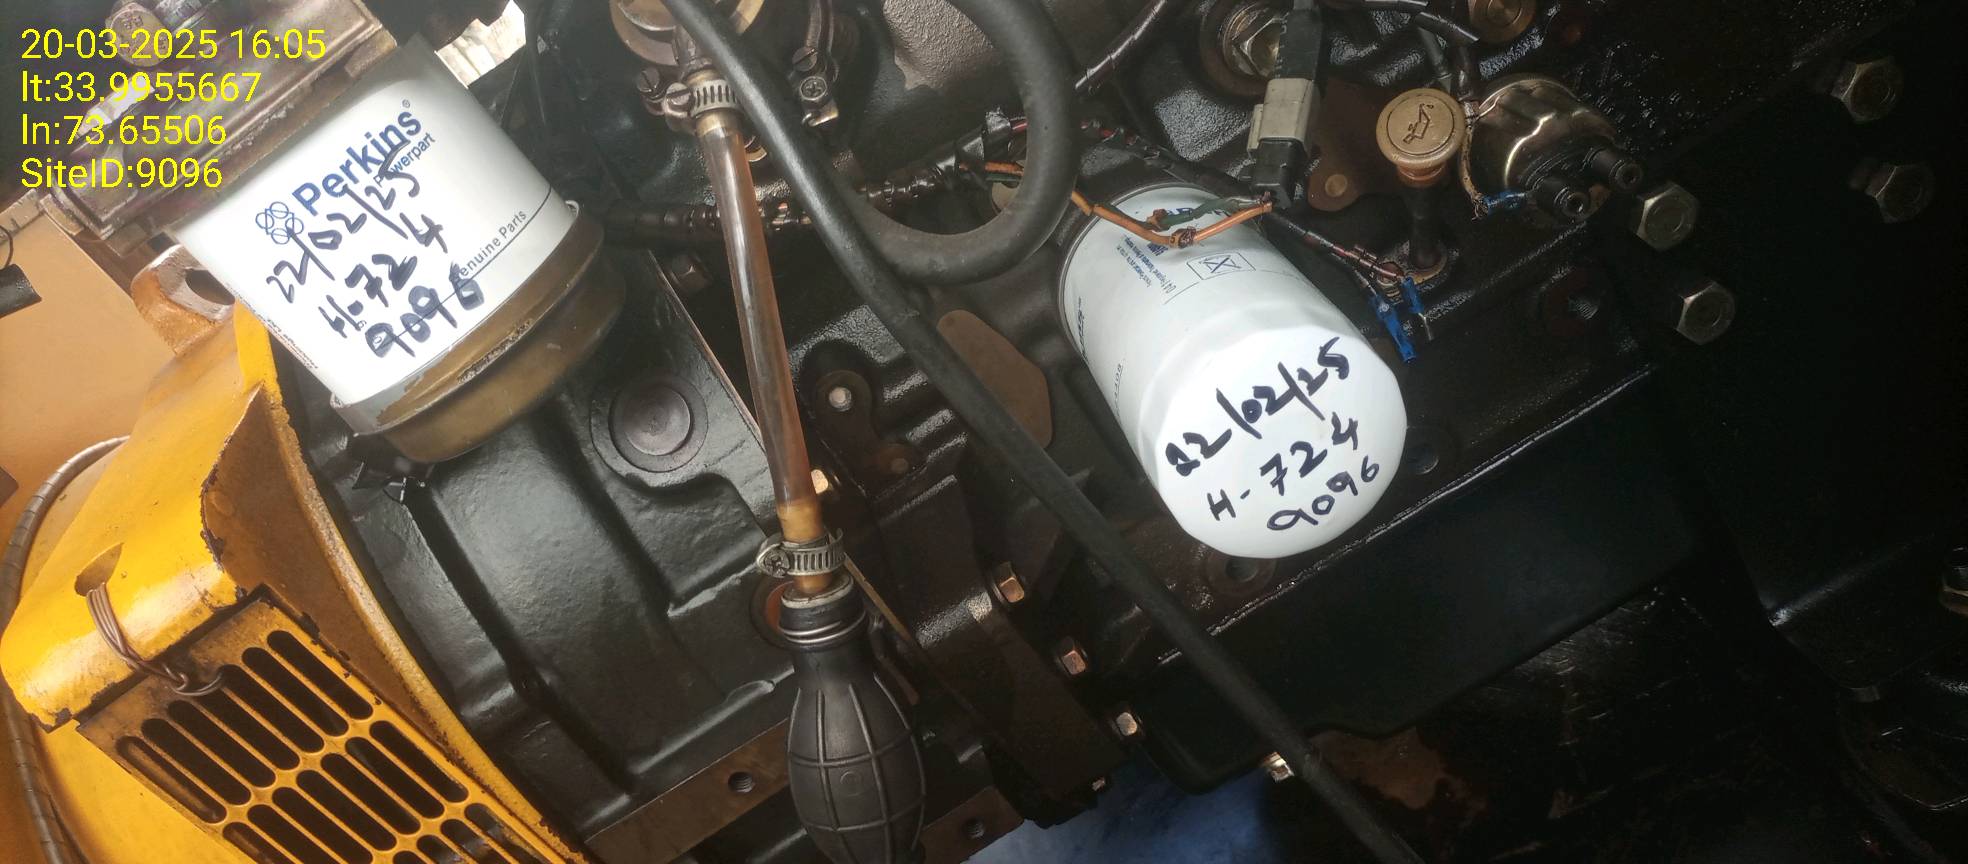 20-03-2025 16:05
lt:33.9955667
ln:73.65506
SiteID:9096
Perkins®
Powerpart
22/02/25
H-724
9096
Genuine Parts
22/02/25
H-724
9096